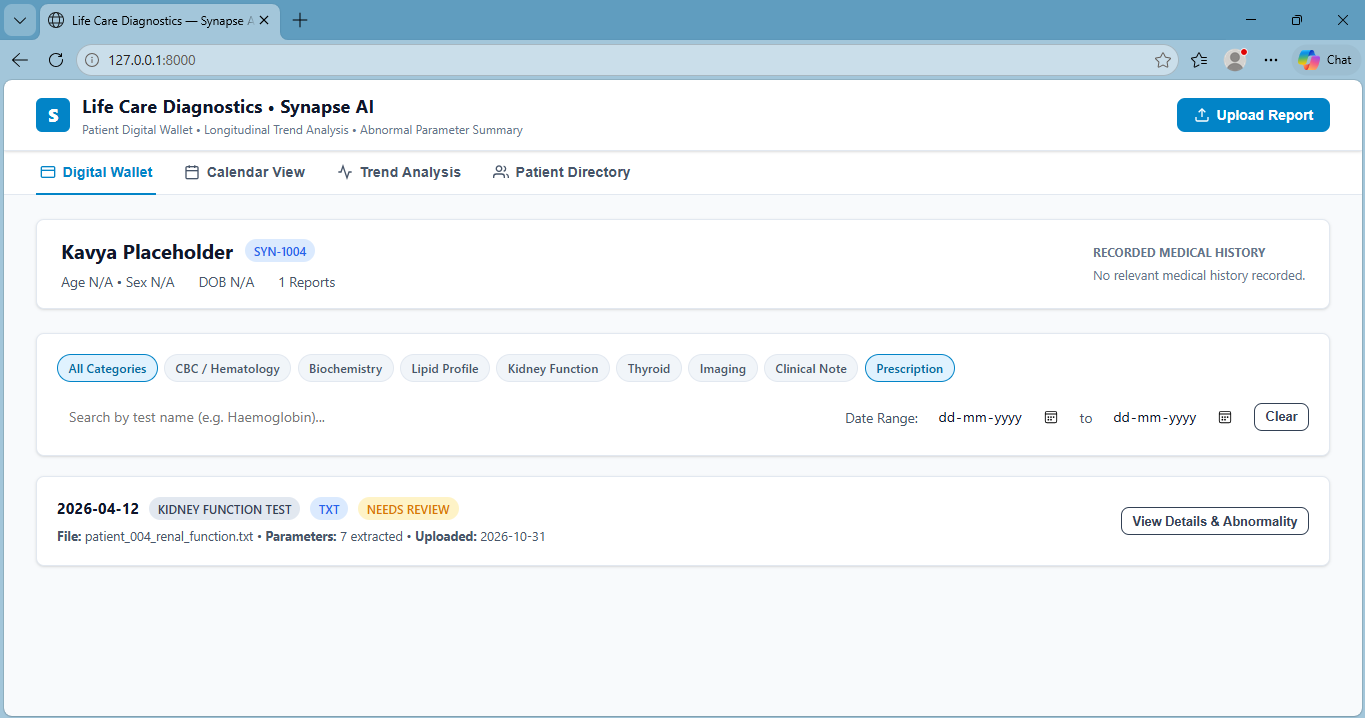 Life Care Diagnostics — Synapse A
127.0.0.1:8000
Chat
S
Life Care Diagnostics • Synapse AI
Patient Digital Wallet • Longitudinal Trend Analysis • Abnormal Parameter Summary
Upload Report
Digital Wallet Calendar View Trend Analysis Patient Directory
Kavya Placeholder SYN-1004
Age N/A • Sex N/A DOB N/A 1 Reports
RECORDED MEDICAL HISTORY
No relevant medical history recorded.
All Categories CBC / Hematology Biochemistry Lipid Profile Kidney Function Thyroid Imaging Clinical Note Prescription
Search by test name (e.g. Haemoglobin)... Date Range: dd-mm-yyyy to dd-mm-yyyy Clear
2026-04-12 KIDNEY FUNCTION TEST TXT NEEDS REVIEW
File: patient_004_renal_function.txt • Parameters: 7 extracted • Uploaded: 2026-10-31
View Details & Abnormality